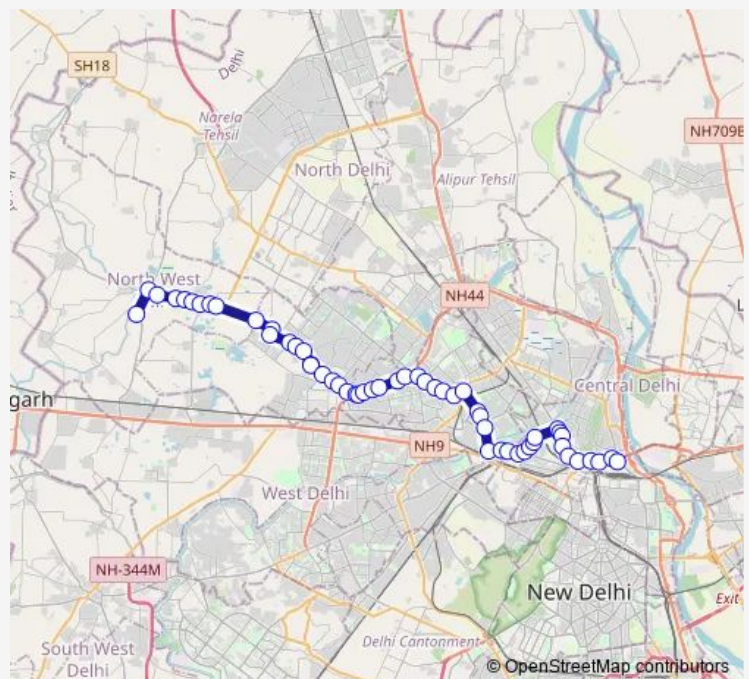 SH18
Delhi
Narela
Tehsil
NH709B
North Delhi
Alipur Tehsil
North West
NH44
L
Central Delhi
garh
NH9
West Delhi
NH-344M
New Delhi
Exit
South West
Delhi
Delhi Cantonment
© OpenStreetMap contributors